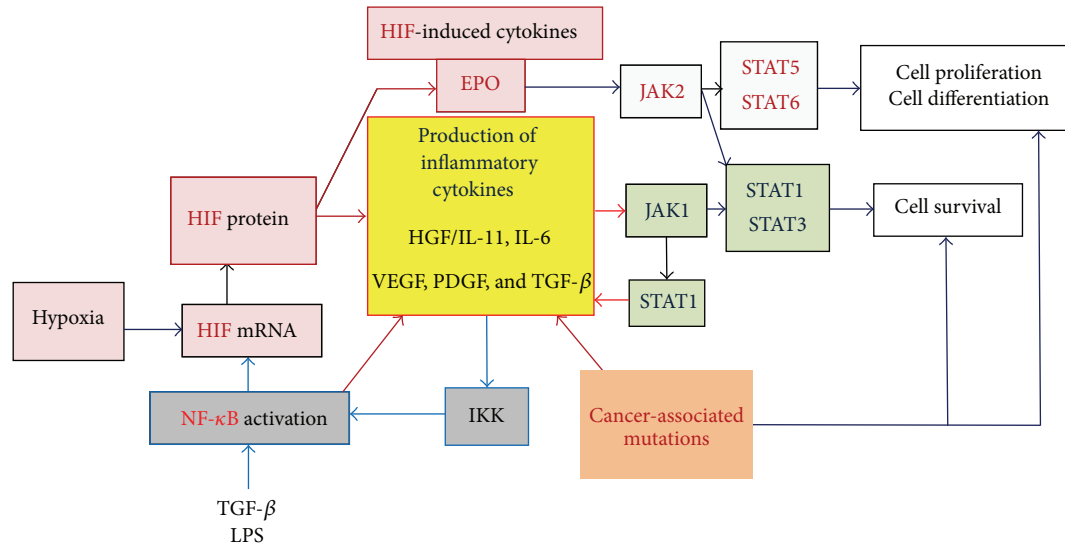 HIF-induced cytokines
EPO
JAK2
STAT5
STAT6
Cell proliferation
Cell differentiation
Production of
inflammatory
cytokines
HGF/IL-11, IL-6
VEGF, PDGF, and TGF-β
HIF protein
JAK1
STAT1
STAT3
Cell survival
STAT1
Hypoxia
HIF mRNA
NF-κB activation
IKK
Cancer-associated
mutations
TGF-β
LPS